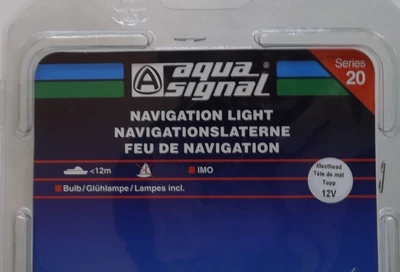 aqua signal®
Series 20
NAVIGATION LIGHT
NAVIGATIONSLATERNE
FEU DE NAVIGATION
<12m
IMO
Bulb/Glühlampe/Lampes incl.
Masthead
Tête de mât
Topp
12V